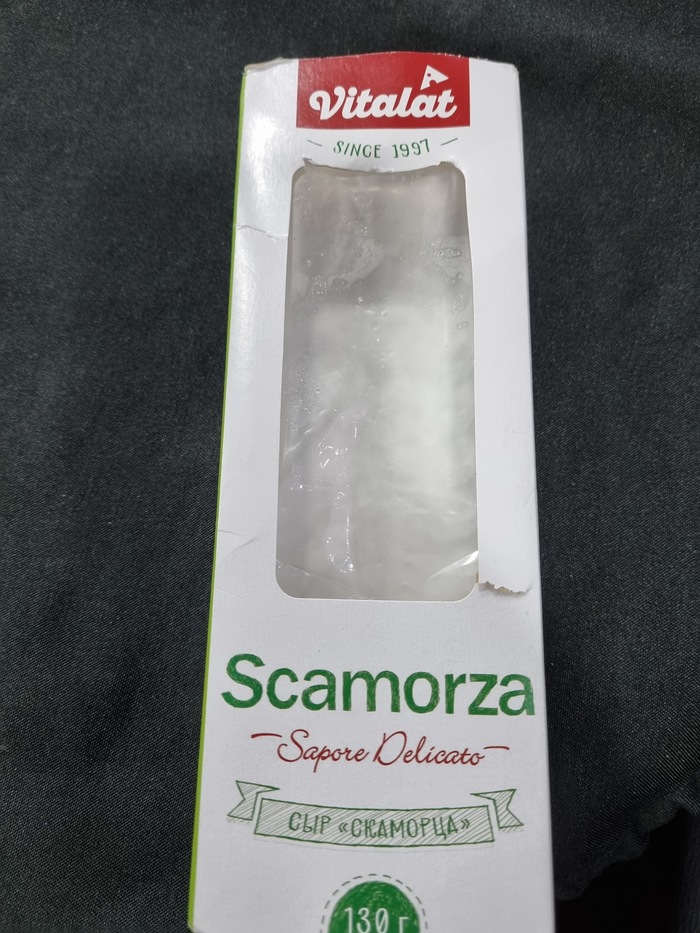 Vitalat
SINCE 1997
Scamorza
Sapore Delicato
СЫР «СКАМОРЦА»
130 г